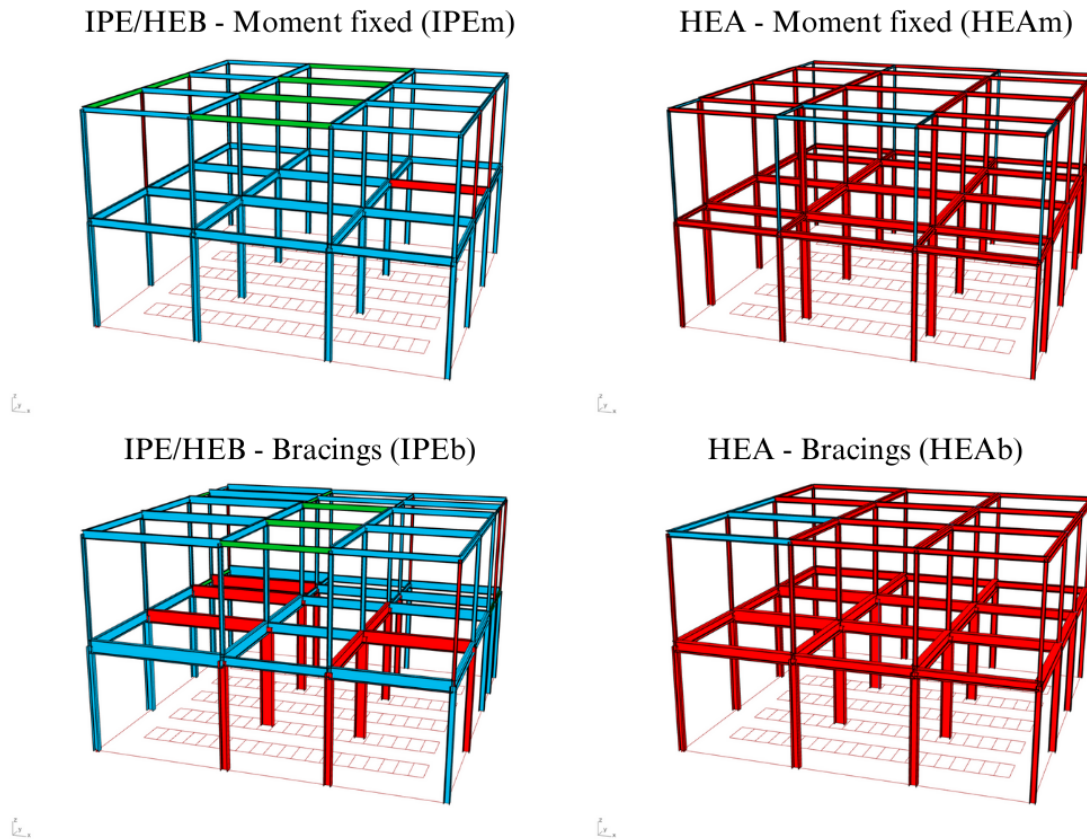 IPE/HEB - Moment fixed (IPEm)
HEA - Moment fixed (HEAm)
IPE/HEB - Bracings (IPEb)
HEA - Bracings (HEAb)